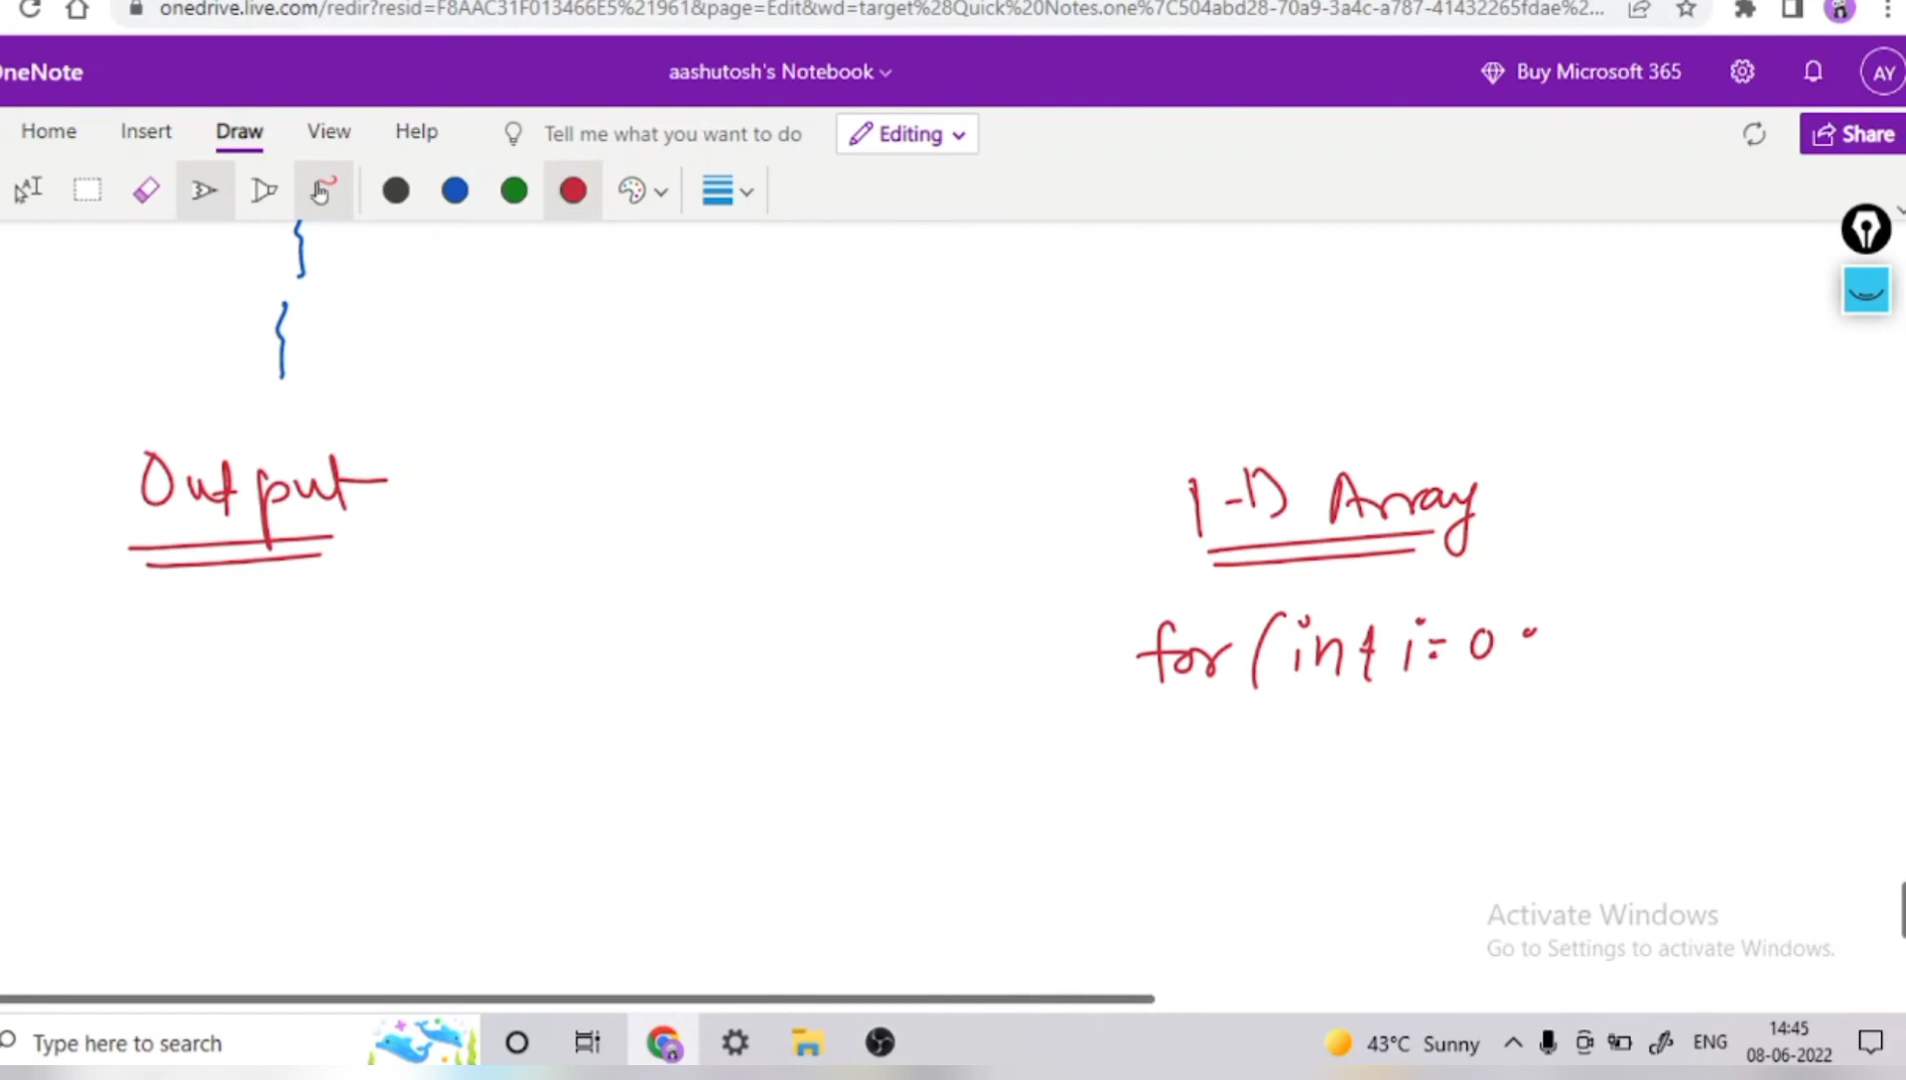 onedrive.live.com/redir?resid=F8AAC31F013466E5%21961&page=Edit&wd=target%28Quick%20Notes.one%7C504abd28-70a9-3a4c-a787-41432265fdae%2...
OneNote
aashutosh's Notebook
Buy Microsoft 365
AY
Home Insert Draw View Help Tell me what you want to do Editing Share
Output
1-D Array
for (int i=0
Activate Windows
Go to Settings to activate Windows.
Type here to search
43°C Sunny
ENG
14:45
08-06-2022